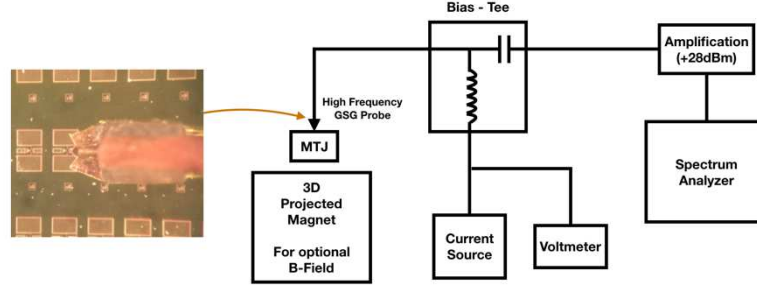 Bias - Tee
Amplification
(+28dBm)
High Frequency
GSG Probe
MTJ
3D
Projected
Magnet
For optional
B-Field
Current
Source
Voltmeter
Spectrum
Analyzer